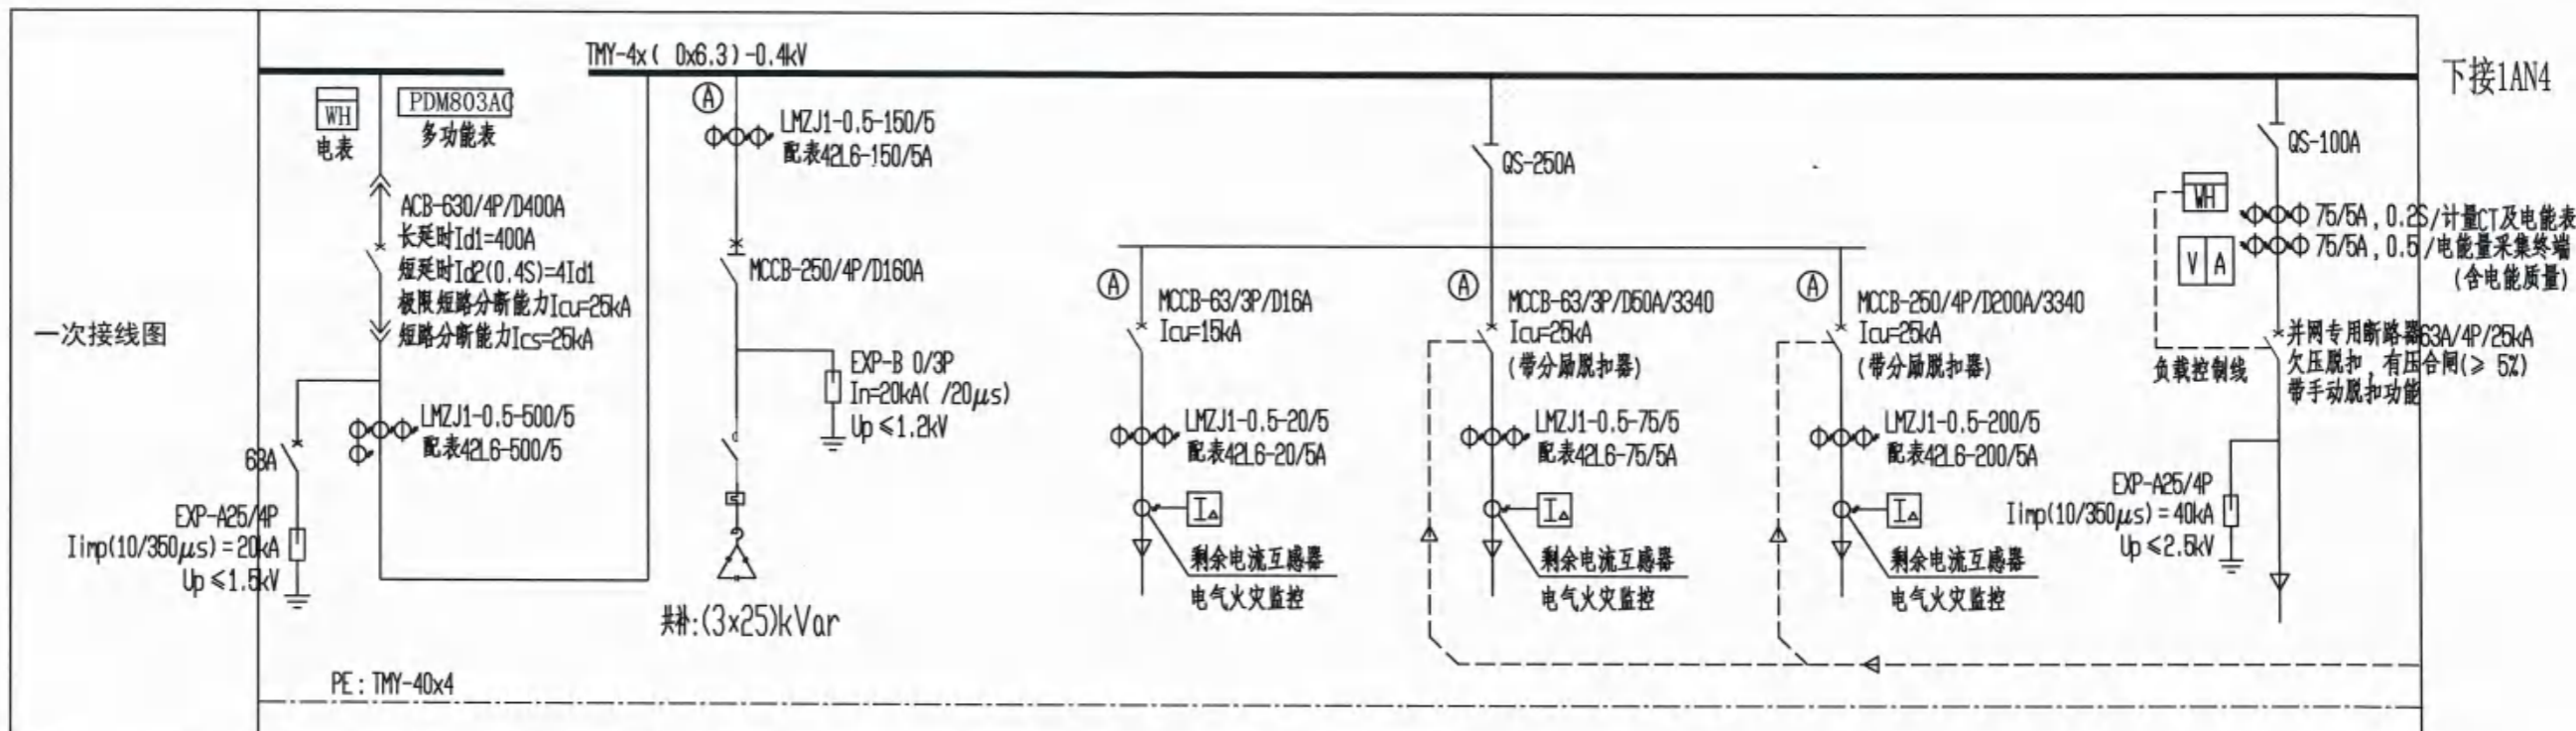 一次接线图
TMY-4x( 0x6.3)-0.4kV
下接1AN4
WH
电表
PDM803AC
多功能表
ACB-630/4P/D400A
长延时Id1=400A
短延时Id2(0.4S)=4Id1
极限短路分断能力Icu=25kA
短路分断能力Ics=25kA
LMZJ1-0.5-500/5
配表42L6-500/5
63A
EXP-A25/4P
Iimp(10/350μs)=20kA
Up≤1.5kV
A
LMZJ1-0.5-150/5
配表42L6-150/5A
MCCB-250/4P/D160A
EXP-B 0/3P
In=20kA( /20μs)
Up≤1.2kV
共补:(3x25)kVar
QS-250A
A
MCCB-63/3P/D16A
Icu=15kA
LMZJ1-0.5-20/5
配表42L6-20/5A
I△
剩余电流互感器
电气火灾监控
A
MCCB-63/3P/D50A/3340
Icu=25kA
(带分励脱扣器)
LMZJ1-0.5-75/5
配表42L6-75/5A
I△
剩余电流互感器
电气火灾监控
A
MCCB-250/4P/D200A/3340
Icu=25kA
(带分励脱扣器)
LMZJ1-0.5-200/5
配表42L6-200/5A
I△
剩余电流互感器
电气火灾监控
QS-100A
WH
75/5A, 0.2S/计量CT及电能表
V A
75/5A, 0.5 /电能量采集终端
(含电能质量)
负载控制线
并网专用断路器63A/4P/25kA
欠压脱扣, 有压合闸(≥ 5%)
带手动脱扣功能
EXP-A25/4P
Iimp(10/350μs)=40kA
Up≤2.5kV
PE: TMY-40x4